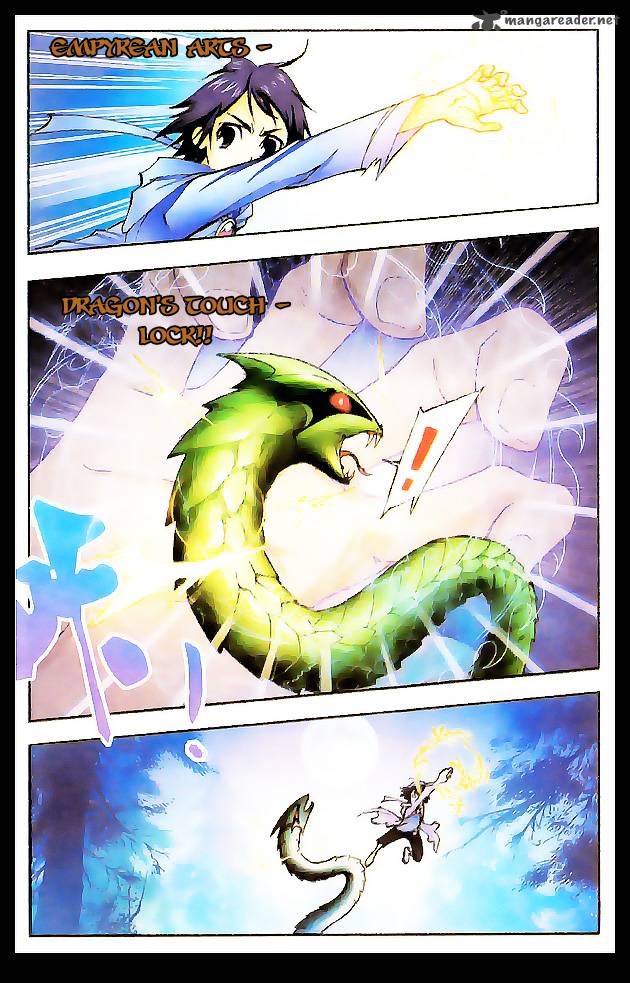 mangareader.net
EMPYREAN ARTS -
DRAGON'S TOUCH -
LOCK!!
!